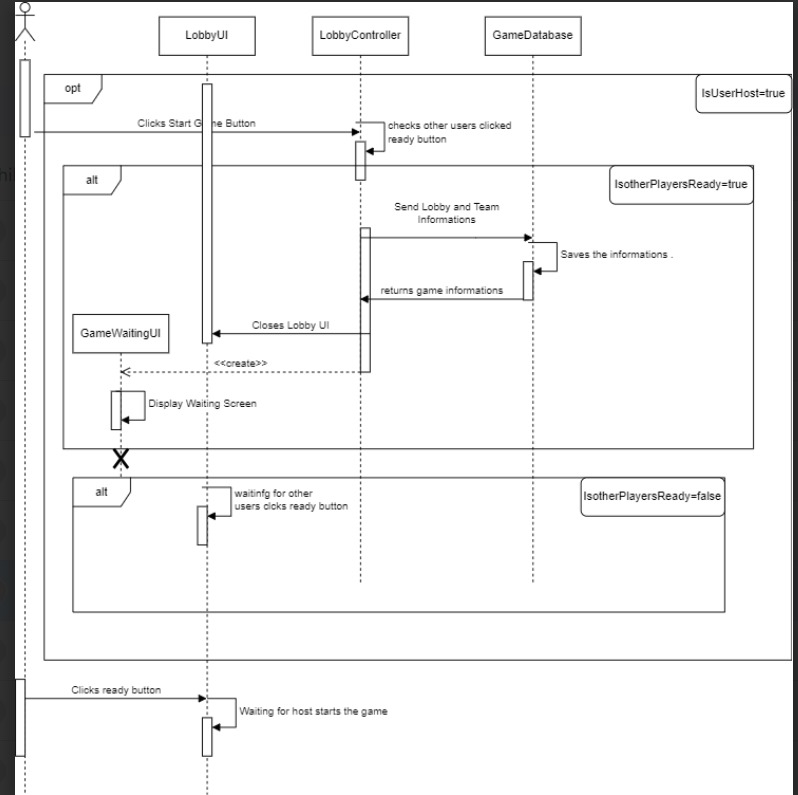 LobbyUI
LobbyController
GameDatabase
opt
IsUserHost=true
Clicks Start Game Button
checks other users clicked
ready button
alt
IsotherPlayersReady=true
Send Lobby and Team
Informations
Saves the informations .
returns game informations
Closes Lobby UI
GameWaitingUI
<<create>>
Display Waiting Screen
alt
IsotherPlayersReady=false
waitinfg for other
users clcks ready button
Clicks ready button
Waiting for host starts the game